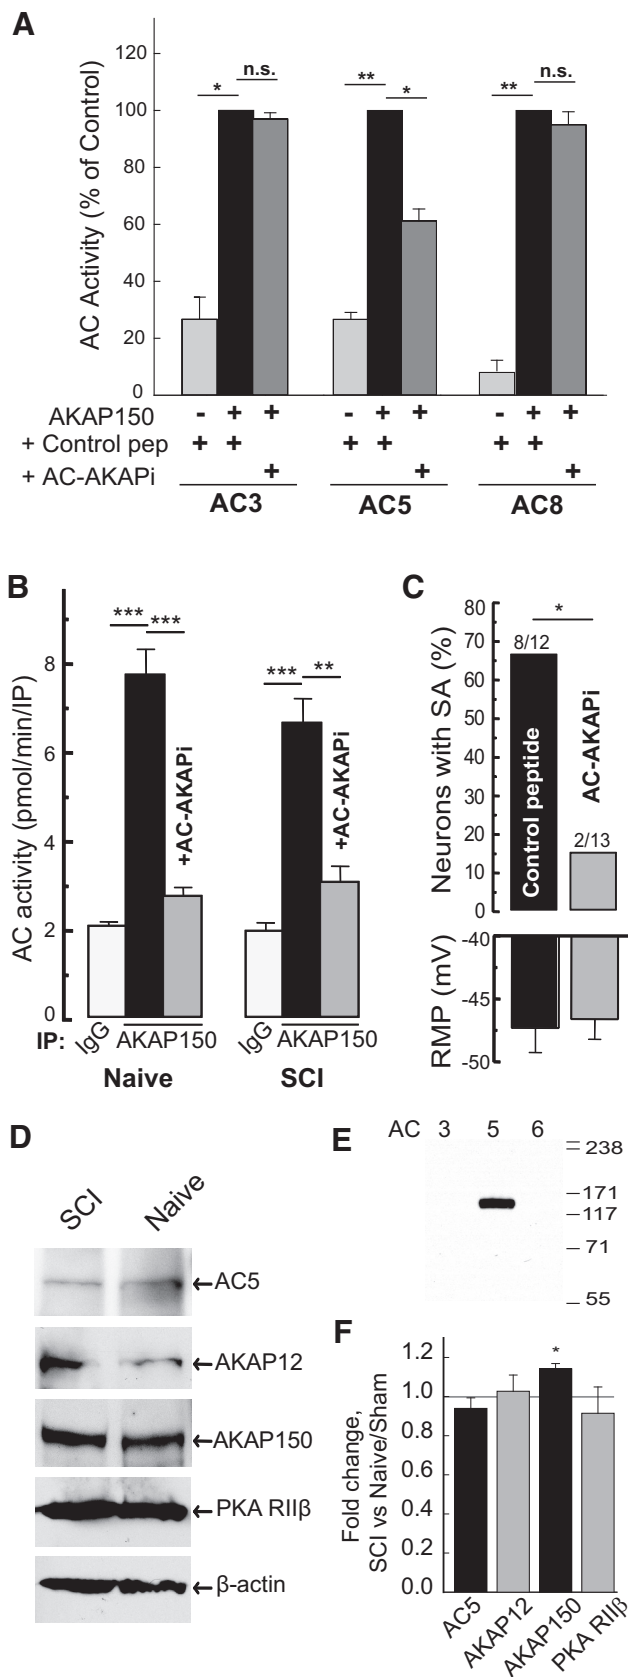 A
AC Activity (% of Control)
120
100
80
60
40
20
0
* n.s.
** *
** n.s.
AKAP150 - + + - + + - + +
+ Control pep + + + + + +
+ AC-AKAPi + + +
AC3 AC5 AC8
B
AC activity (pmol/min/IP)
8
6
4
2
0
*** ***
*** **
+AC-AKAPi
+AC-AKAPi
IP: IgG AKAP150 IgG AKAP150
Naive SCI
C
Neurons with SA (%)
80
70
60
50
40
30
20
10
0
*
8/12
2/13
Control peptide
AC-AKAPi
RMP (mV)
-40
-45
-50
D
SCI Naive
←AC5
←AKAP12
←AKAP150
←PKA RIIβ
←β-actin
E
AC 3 5 6
238
171
117
71
55
F
Fold change,
SCI vs Naive/Sham
1.2
1.0
0.8
0.6
0.4
0.2
0.0
*
AC5
AKAP12
AKAP150
PKA RIIβ